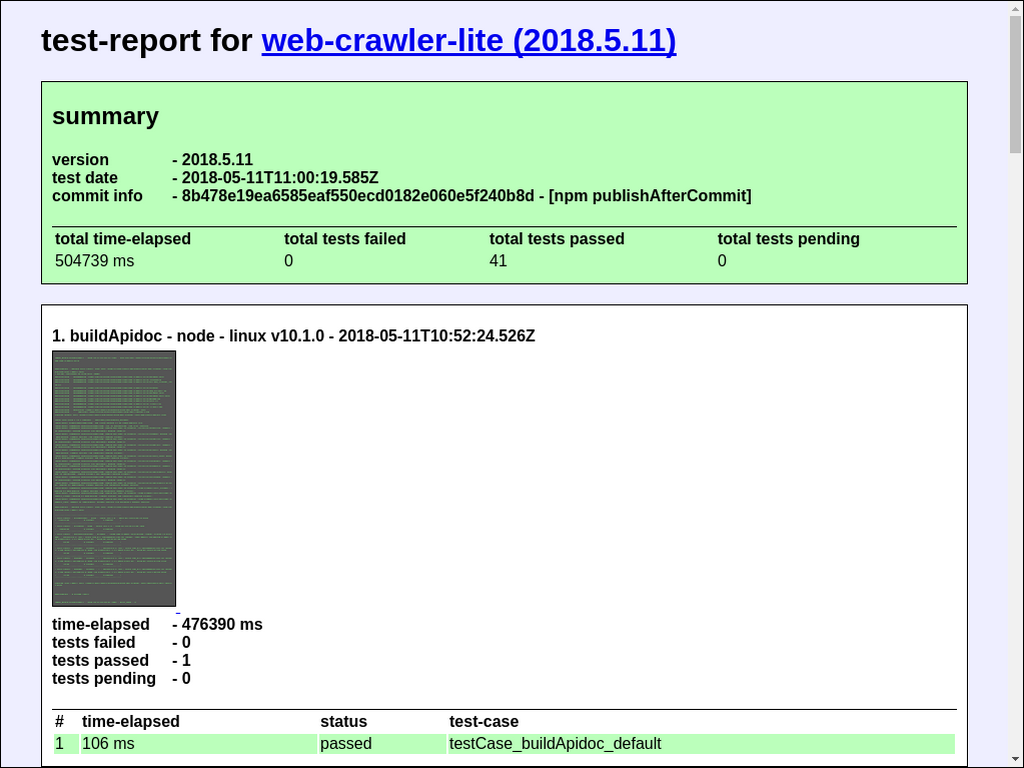 test-report for web-crawler-lite (2018.5.11)
summary
version - 2018.5.11
test date - 2018-05-11T11:00:19.585Z
commit info - 8b478e19ea6585eaf550ecd0182e060e5f240b8d - [npm publishAfterCommit]
total time-elapsed total tests failed total tests passed total tests pending
504739 ms 0 41 0
1. buildApidoc - node - linux v10.1.0 - 2018-05-11T10:52:24.526Z
time-elapsed - 476390 ms
tests failed - 0
tests passed - 1
tests pending - 0
# time-elapsed status test-case
1 106 ms passed testCase_buildApidoc_default